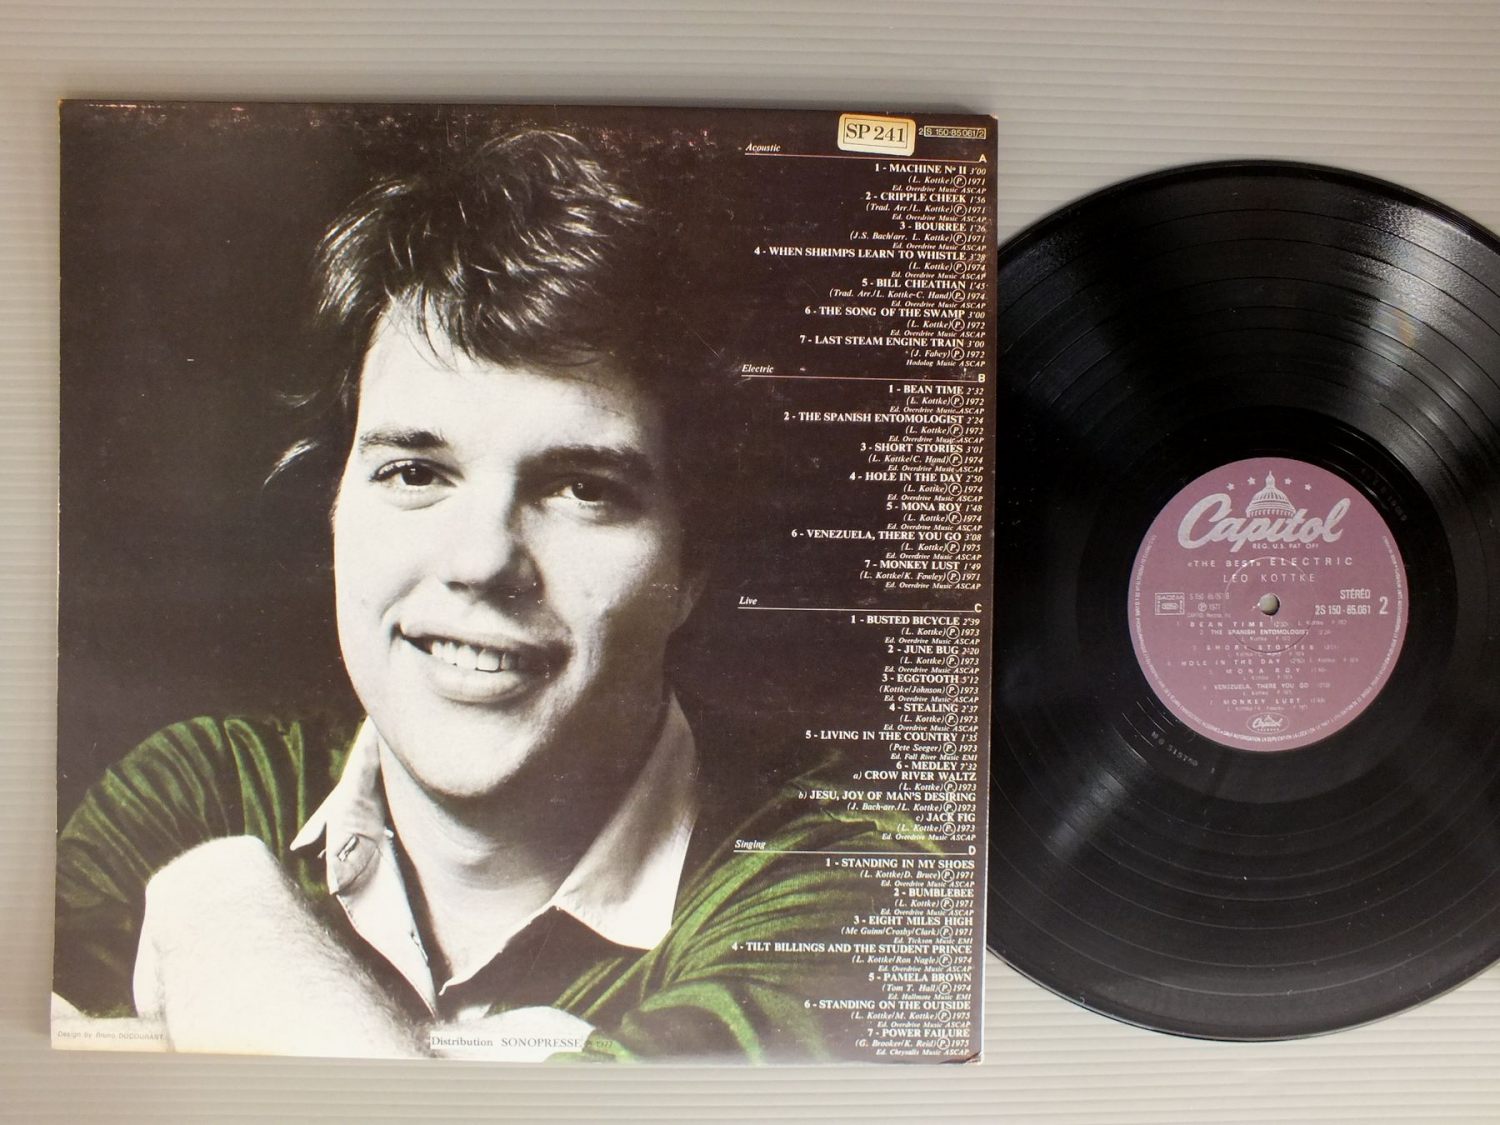 SP 241
2 S 150-85061/2
Acoustic
A
1 - MACHINE No II 3'00
(L. Kottke) Ⓟ 1971
Ed. Overdrive Music ASCAP
2 - CRIPPLE CREEK 1'56
(Trad. Arr./L. Kottke) Ⓟ 1971
Ed. Overdrive Music ASCAP
3 - BOURREE 1'26
(J.S. Bach/arr. L. Kottke) Ⓟ 1971
Ed. Overdrive Music ASCAP
4 - WHEN SHRIMPS LEARN TO WHISTLE 3'28
(L. Kottke) Ⓟ 1974
Ed. Overdrive Music ASCAP
5 - BILL CHEATHAN 1'45
(Trad. Arr./L. Kottke-C. Hand) Ⓟ 1974
Ed. Overdrive Music ASCAP
6 - THE SONG OF THE SWAMP 3'00
(L. Kottke) Ⓟ 1972
Ed. Overdrive Music ASCAP
7 - LAST STEAM ENGINE TRAIN 3'00
(J. Fahey) Ⓟ 1972
Hodolog Music ASCAP
Electric
B
1 - BEAN TIME 2'32
(L. Kottke) Ⓟ 1972
Ed. Overdrive Music ASCAP
2 - THE SPANISH ENTOMOLOGIST 2'24
(L. Kottke) Ⓟ 1972
Ed. Overdrive Music ASCAP
3 - SHORT STORIES 3'01
(L. Kottke/C. Hand) Ⓟ 1974
Ed. Overdrive Music ASCAP
4 - HOLE IN THE DAY 2'50
(L. Kottke) Ⓟ 1974
Ed. Overdrive Music ASCAP
5 - MONA ROY 1'48
(L. Kottke) Ⓟ 1974
Ed. Overdrive Music ASCAP
6 - VENEZUELA, THERE YOU GO 3'08
(L. Kottke) Ⓟ 1975
Ed. Overdrive Music ASCAP
7 - MONKEY LUST 1'49
(L. Kottke/K. Fowley) Ⓟ 1971
Ed. Overdrive Music ASCAP
Live
C
1 - BUSTED BICYCLE 2'39
(L. Kottke) Ⓟ 1973
Ed. Overdrive Music ASCAP
2 - JUNE BUG 2'20
(L. Kottke) Ⓟ 1973
Ed. Overdrive Music ASCAP
3 - EGGTOOTH 5'12
(Kottke/Johnson) Ⓟ 1973
Ed. Overdrive Music ASCAP
4 - STEALING 2'37
(L. Kottke) Ⓟ 1973
Ed. Overdrive Music ASCAP
5 - LIVING IN THE COUNTRY 1'35
(Pete Seeger) Ⓟ 1973
Ed. Fall River Music EMI
6 - MEDLEY 7'32
a) CROW RIVER WALTZ
(L. Kottke) Ⓟ 1973
b) JESU, JOY OF MAN'S DESIRING
(J. Bach-arr./L. Kottke) Ⓟ 1973
c) JACK FIG
(L. Kottke) Ⓟ 1973
Ed. Overdrive Music ASCAP
Singing
D
1 - STANDING IN MY SHOES
(L. Kottke/D. Bruce) Ⓟ 1971
Ed. Overdrive Music ASCAP
2 - BUMBLEBEE
(L. Kottke) Ⓟ 1971
Ed. Overdrive Music ASCAP
3 - EIGHT MILES HIGH
(Mc Guinn/Crosby/Clark) Ⓟ 1971
Ed. Tickson Music EMI
4 - TILT BILLINGS AND THE STUDENT PRINCE
(L. Kottke/Ron Nagle) Ⓟ 1974
Ed. Overdrive Music ASCAP
5 - PAMELA BROWN
(Tom T. Hall) Ⓟ 1974
Ed. Hallnote Music EMI
6 - STANDING ON THE OUTSIDE
(L. Kottke/M. Kottke) Ⓟ 1975
Ed. Overdrive Music ASCAP
7 - POWER FAILURE
(G. Brooker/K. Reid) Ⓟ 1975
Ed. Chrysalis Music ASCAP
Design by Bruno DUCOURANT
Distribution SONOPRESSE Ⓟ 1977
Capitol
REG. U.S. PAT. OFF
«THE BEST» ELECTRIC
LEO KOTTKE
SACEM
Ⓟ 1977
STÉRÉO
2S 150-85.061 2
1 BEAN TIME
2 THE SPANISH ENTOMOLOGIST
3 SHORT STORIES
4 HOLE IN THE DAY
5 MONA ROY
6 VENEZUELA, THERE YOU GO
7 MONKEY LUST
Capitol
M6 515750 1